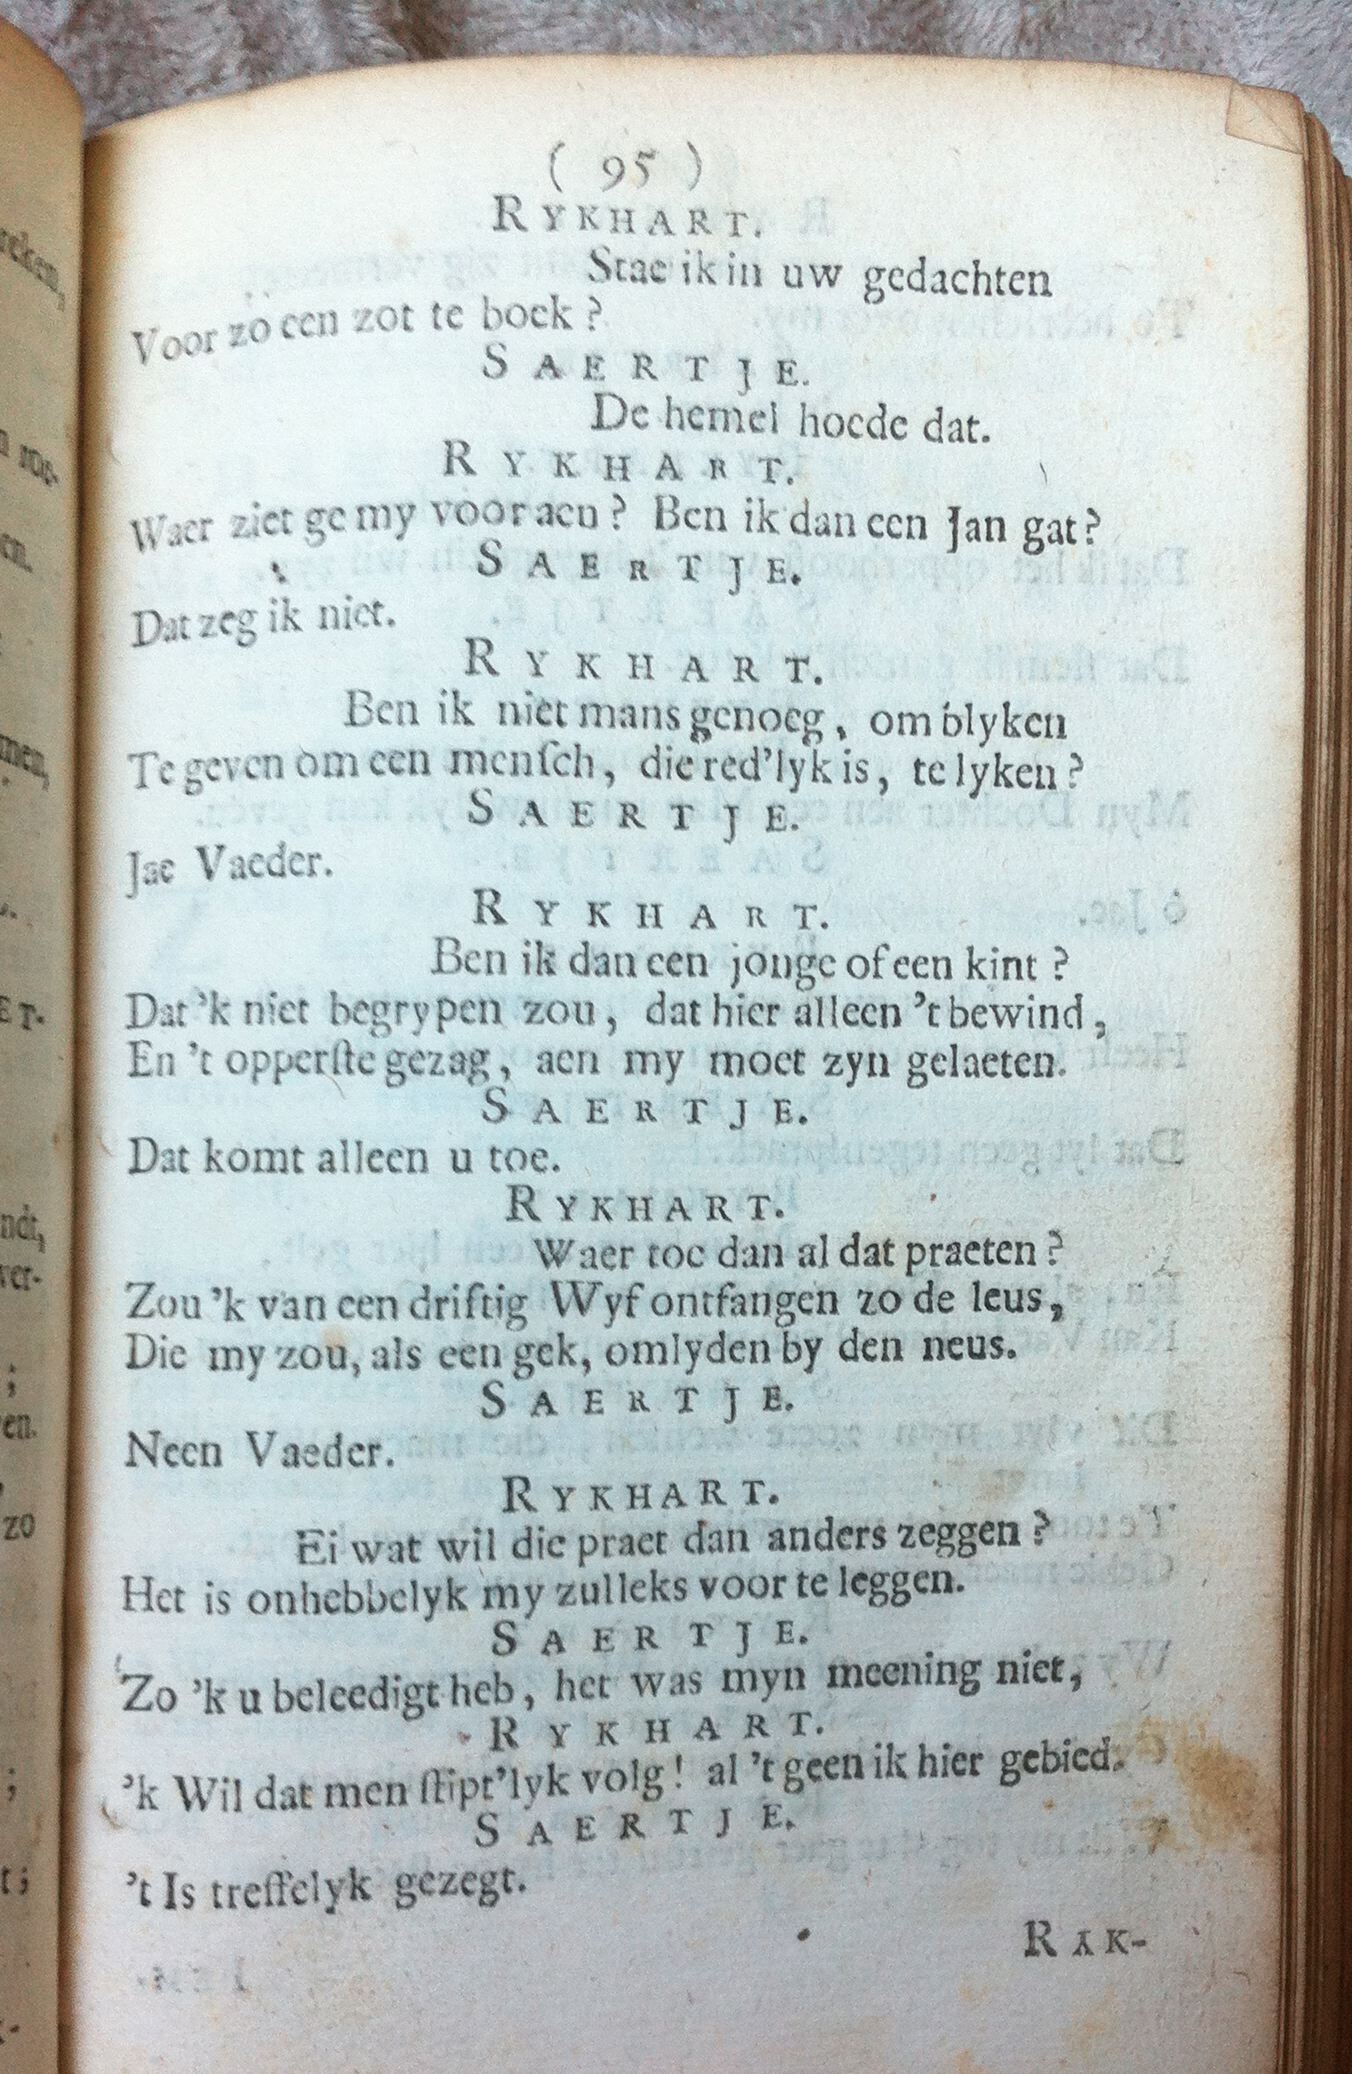 ( 95 )
RYKHART.
Stae ik in uw gedachten
Voor zo een zot te boek?
SAERTJE.
De hemel hoede dat.
RYKHART.
Waer ziet ge my voor aen? Ben ik dan een Jan gat?
SAERTJE.
Dat zeg ik niet.
RYKHART.
Ben ik niet mans genoeg, om blyken
Te geven om een menſch, die red'lyk is, te lyken?
SAERTJE.
Jae Vaeder.
RYKHART.
Ben ik dan een jonge of een kint?
Dat 'k niet begrypen zou, dat hier alleen 't bewind,
En 't opperſte gezag, aen my moet zyn gelaeten.
SAERTJE.
Dat komt alleen u toe.
RYKHART.
Waer toe dan al dat praeten?
Zou 'k van een driftig Wyf ontfangen zo de leus,
Die my zou, als een gek, omlyden by den neus.
SAERTJE.
Neen Vaeder.
RYKHART.
Ei wat wil die praet dan anders zeggen?
Het is onhebbelyk my zulleks voor te leggen.
SAERTJE.
Zo 'k u beleedigt heb, het was myn meening niet,
RYKHART.
'k Wil dat men ſtipt'lyk volg! al 't geen ik hier gebied.
SAERTJE.
't Is treffelyk gezegt.
RYK-